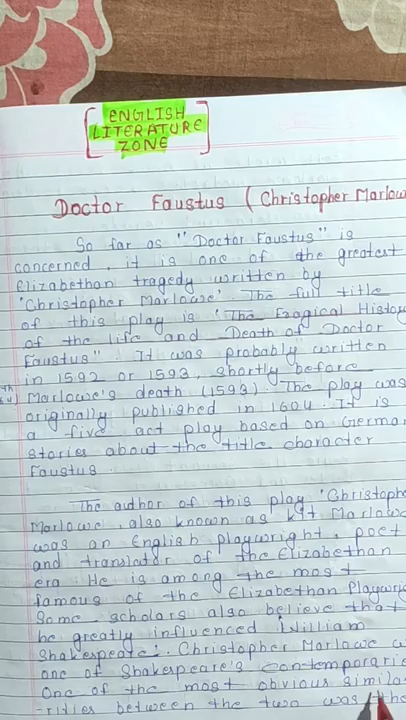 ENGLISH
LITERATURE
ZONE
Doctor Faustus (Christopher Marlow
So far as "Doctor Faustus" is
concerned, it is one of the greatest
Elizabethan tragedy written by
'Christopher Marlowe'. The full title
of this play is "The Tragical History
of the life and Death of Doctor
Faustus". It was probably written
in 1592 or 1593, shortly before
Marlowe's death (1593). The play was
originally published in 1604. It is
a five act play based on German
stories about the title character
Faustus.
The author of this play 'Christophe
Marlowe, also known as Kit Marlowe
was an English playwright, poet
and translator of the Elizabethan
era. He is among the most
famous of the Elizabethan Playwrig
Some scholars also believe that
he greatly influenced William
Shakespeare. Christopher Marlowe w
one of Shakespeare's contemporarie
One of the most obvious simila
-rities between the two was the